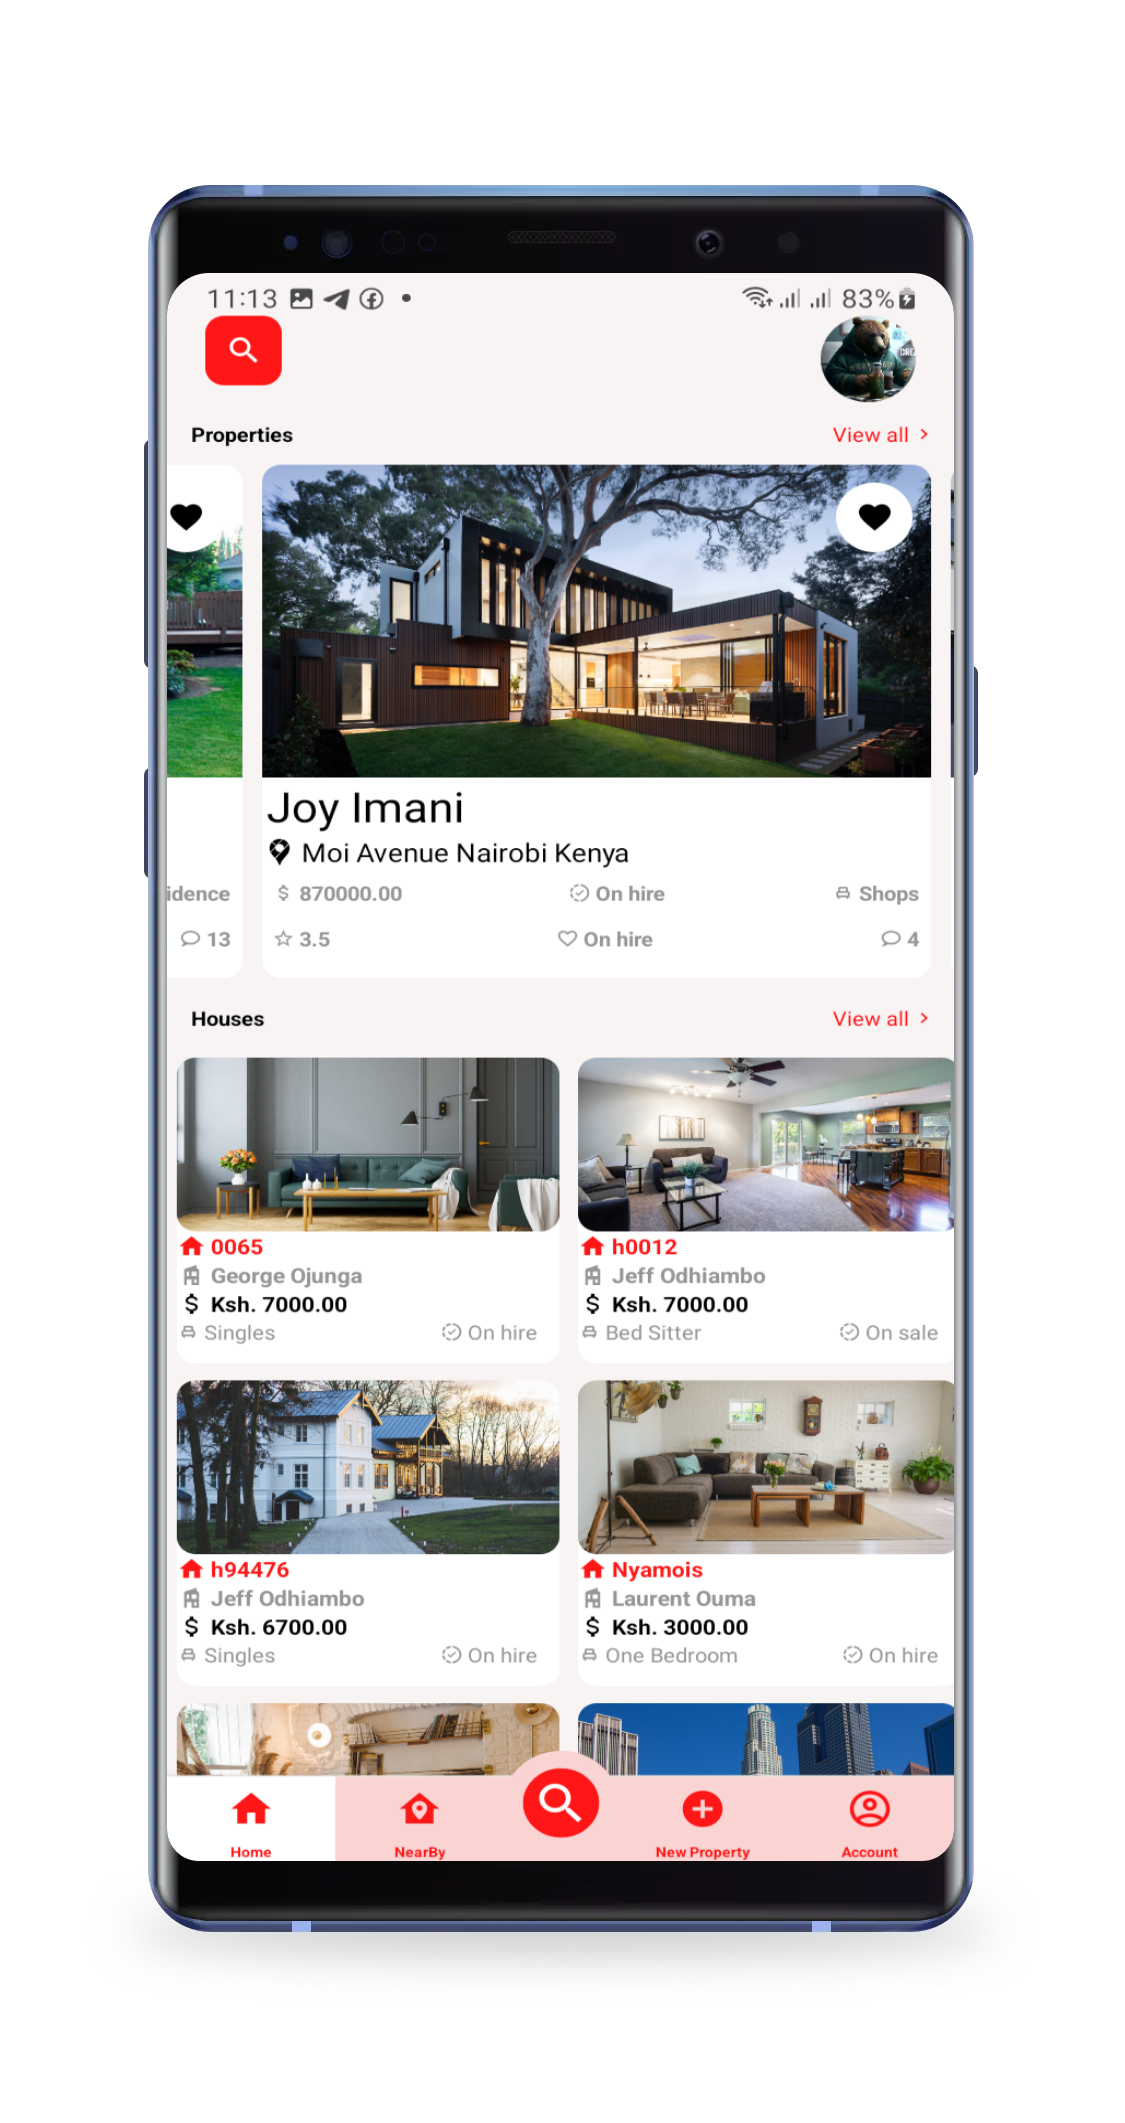 11:13 83%
Properties View all >
Joy Imani
Moi Avenue Nairobi Kenya
idence $ 870000.00 On hire Shops
13 3.5 On hire 4
Houses View all >
0065 h0012
George Ojunga Jeff Odhiambo
$ Ksh. 7000.00 $ Ksh. 7000.00
Singles On hire Bed Sitter On sale
h94476 Nyamois
Jeff Odhiambo Laurent Ouma
$ Ksh. 6700.00 $ Ksh. 3000.00
Singles On hire One Bedroom On hire
Home NearBy New Property Account